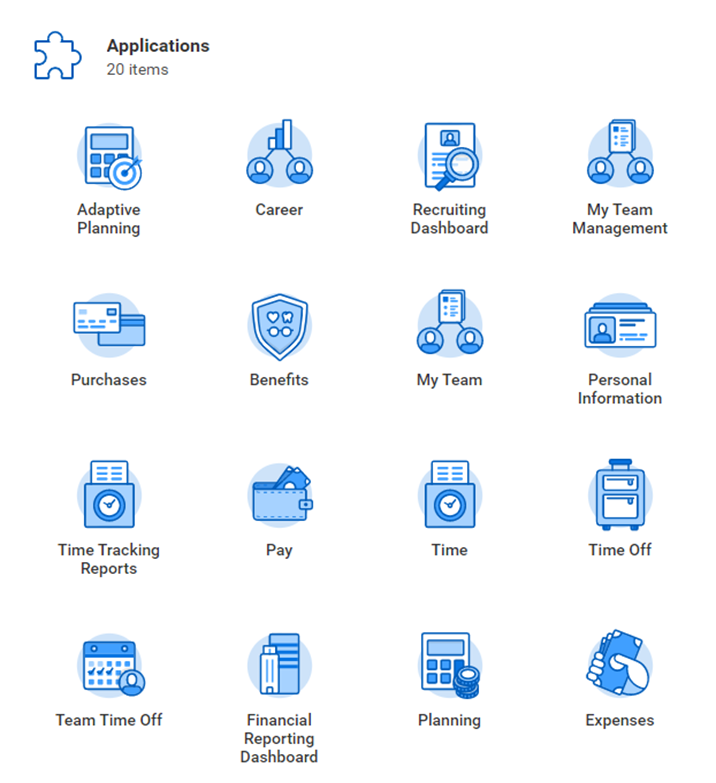 Applications
20 items
Adaptive
Planning
Career
Recruiting
Dashboard
My Team
Management
Purchases
Benefits
My Team
Personal
Information
Time Tracking
Reports
Pay
Time
Time Off
Team Time Off
Financial
Reporting
Dashboard
Planning
Expenses